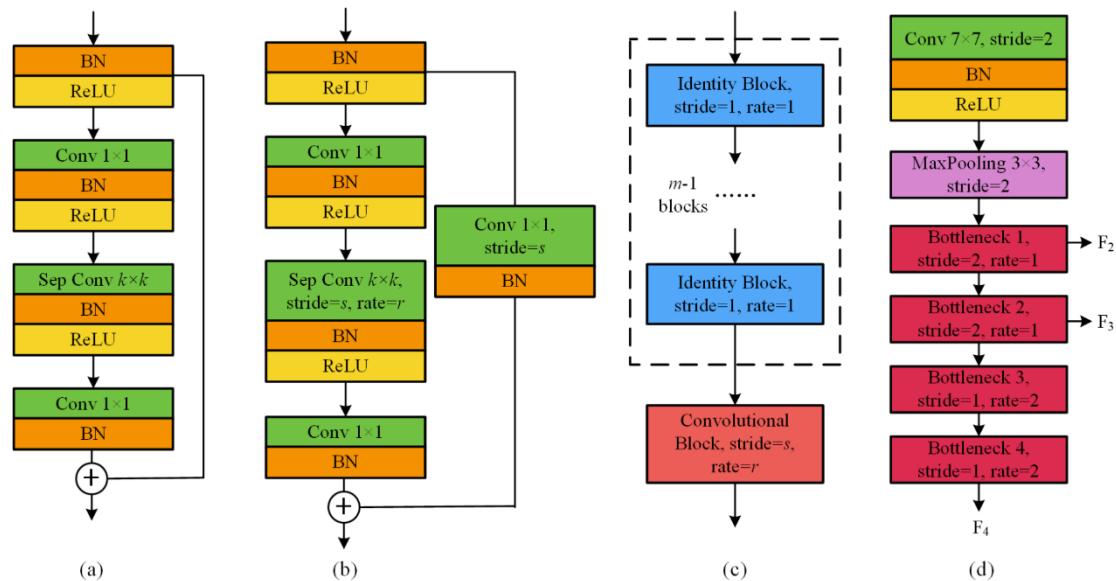 BN
ReLU
Conv 1×1
BN
ReLU
Sep Conv k×k
BN
ReLU
Conv 1×1
BN
+
(a)
BN
ReLU
Conv 1×1
BN
ReLU
Sep Conv k×k,
stride=s, rate=r
BN
ReLU
Conv 1×1
BN
+
Conv 1×1,
stride=s
BN
(b)
Identity Block,
stride=1, rate=1
m-1 ......
blocks
Identity Block,
stride=1, rate=1
Convolutional
Block, stride=s,
rate=r
(c)
Conv 7×7, stride=2
BN
ReLU
MaxPooling 3×3,
stride=2
Bottleneck 1,
stride=2, rate=1
F2
Bottleneck 2,
stride=2, rate=1
F3
Bottleneck 3,
stride=1, rate=2
Bottleneck 4,
stride=1, rate=2
F4
(d)